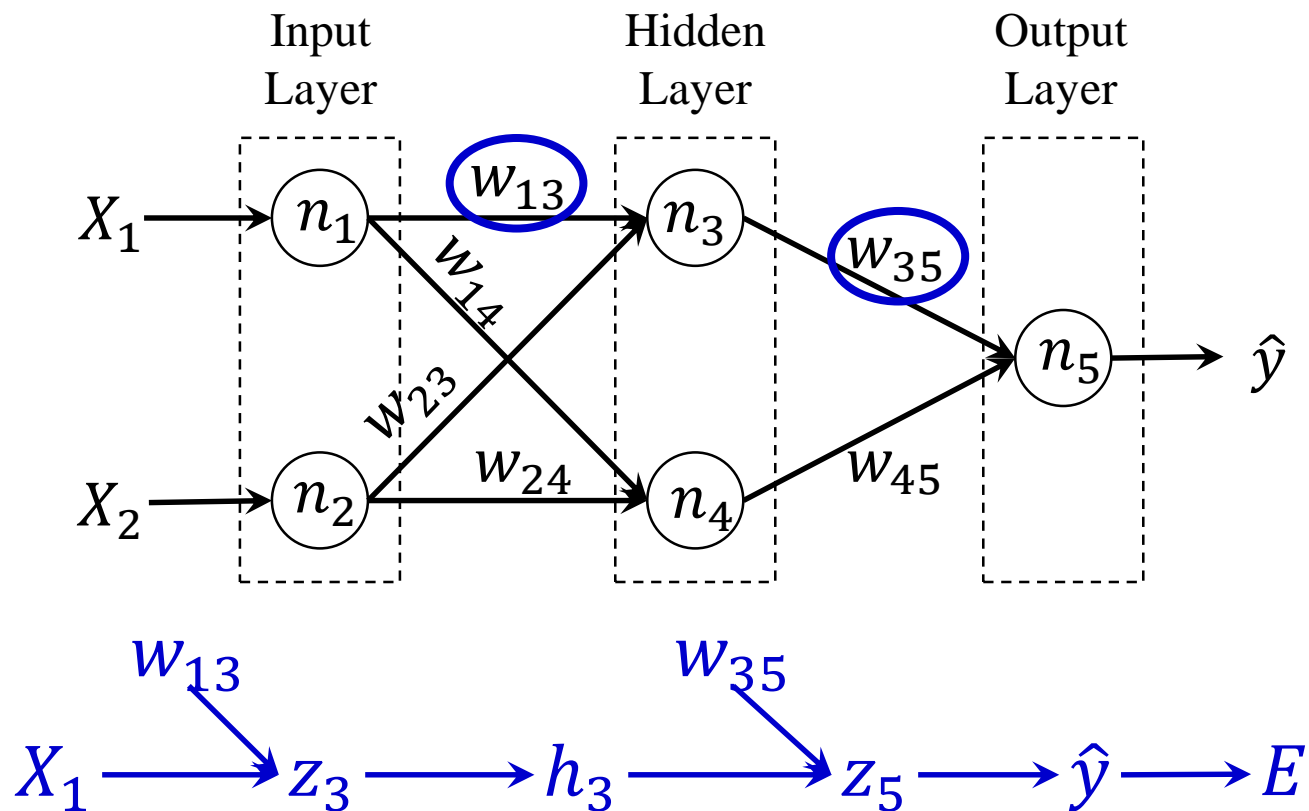 Input Layer
Hidden Layer
Output Layer
X₁
n₁
w₁₃
n₃
w₃₅
w₁₄
n₅
ŷ
w₂₃
X₂
n₂
w₂₄
n₄
w₄₅
w₁₃
w₃₅
X₁
z₃
h₃
z₅
ŷ
E